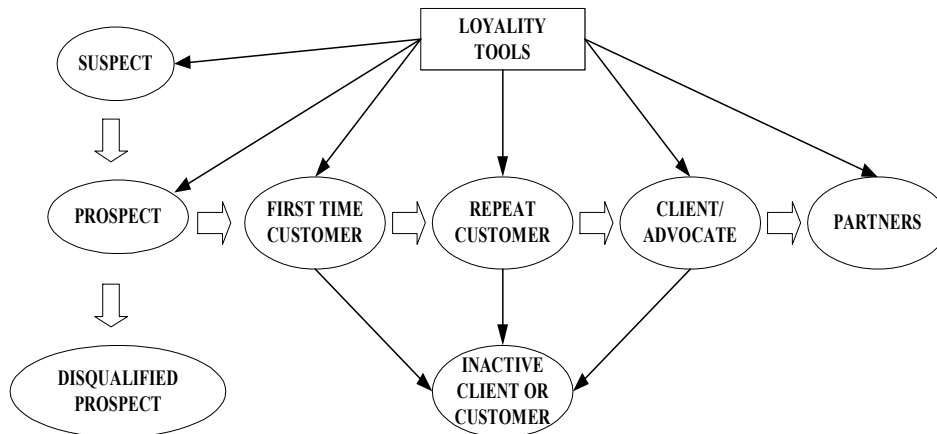 LOYALITY
TOOLS
SUSPECT
PROSPECT
FIRST TIME
CUSTOMER
REPEAT
CUSTOMER
CLIENT/
ADVOCATE
PARTNERS
DISQUALIFIED
PROSPECT
INACTIVE
CLIENT OR
CUSTOMER